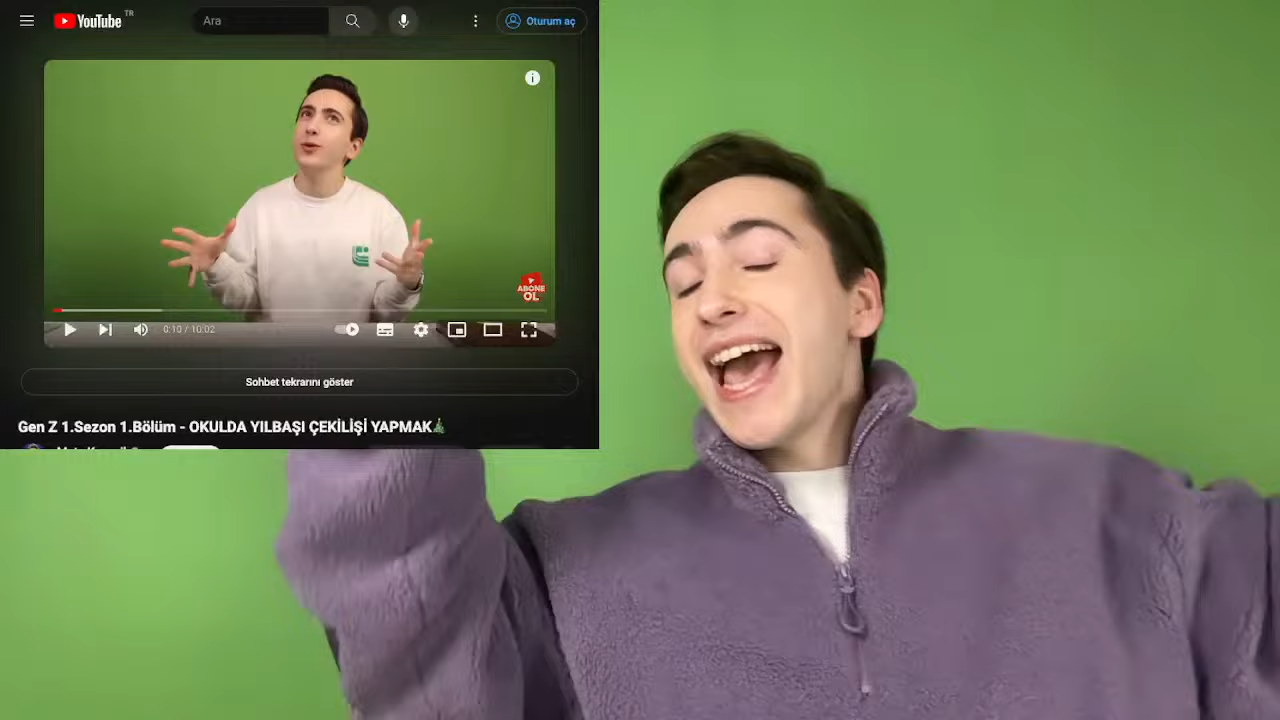 YouTube TR
Ara
Oturum aç
ABONE
OL
0:10 / 10:02
Sohbet tekrarını göster
Gen Z 1.Sezon 1.Bölüm - OKULDA YILBAŞI ÇEKİLİŞİ YAPMAK🎄